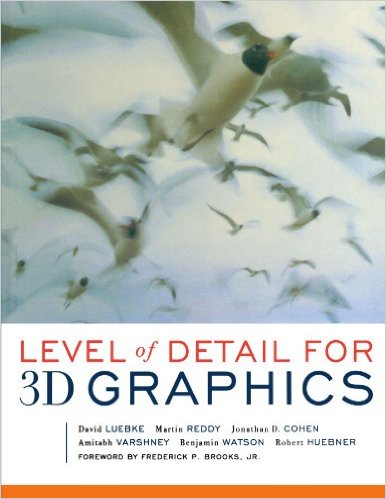 LEVEL of DETAIL FOR
3D GRAPHICS
David LUEBKE Martin REDDY Jonathan D. COHEN
Amitabh VARSHNEY Benjamin WATSON Robert HUEBNER
FOREWORD BY FREDERICK P. BROOKS, JR.